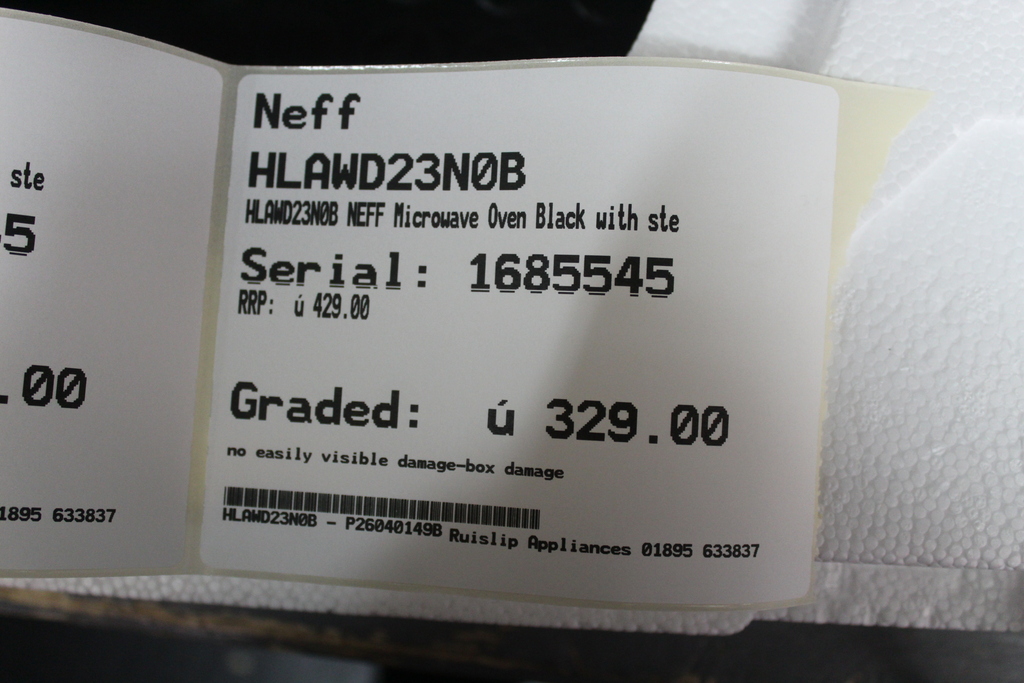 ste
5
.00
1895 633837
Neff
HLAWD23N0B
HLAWD23N0B NEFF Microwave Oven Black with ste
Serial: 1685545
RRP: ú 429.00
Graded: ú 329.00
no easily visible damage-box damage
HLAWD23N0B - P26040149B Ruislip Appliances 01895 633837